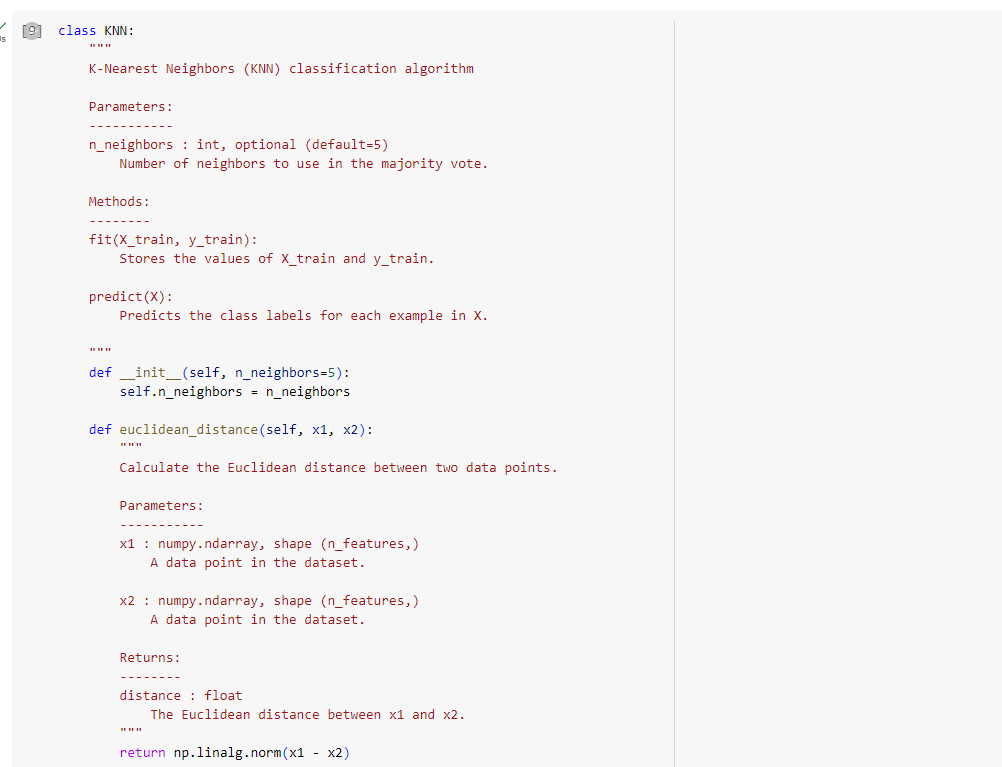 s
[9]
class KNN:
"""
K-Nearest Neighbors (KNN) classification algorithm
Parameters:
-----------
n_neighbors : int, optional (default=5)
Number of neighbors to use in the majority vote.
Methods:
--------
fit(X_train, y_train):
Stores the values of X_train and y_train.
predict(X):
Predicts the class labels for each example in X.
"""
def __init__(self, n_neighbors=5):
self.n_neighbors = n_neighbors
def euclidean_distance(self, x1, x2):
"""
Calculate the Euclidean distance between two data points.
Parameters:
-----------
x1 : numpy.ndarray, shape (n_features,)
A data point in the dataset.
x2 : numpy.ndarray, shape (n_features,)
A data point in the dataset.
Returns:
--------
distance : float
The Euclidean distance between x1 and x2.
"""
return np.linalg.norm(x1 - x2)